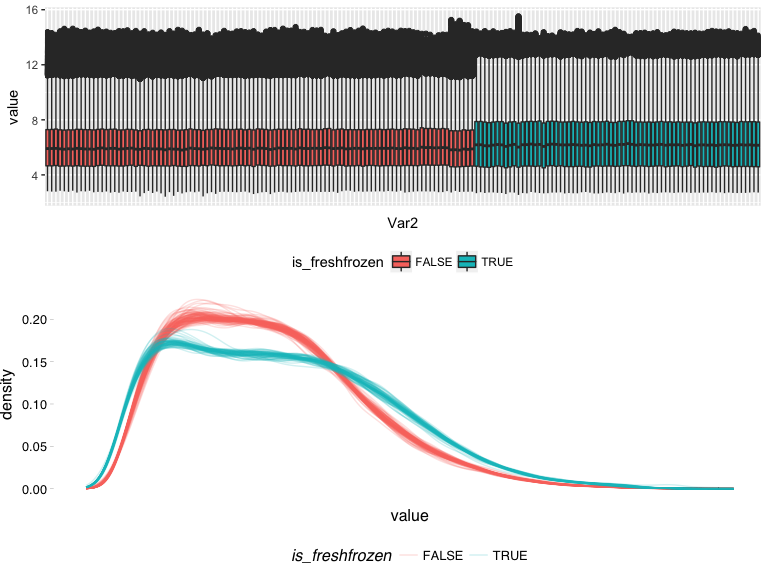 16
12
8
4
value
Var2
is_freshfrozen FALSE TRUE
0.20
0.15
0.10
0.05
0.00
density
value
is_freshfrozen FALSE TRUE